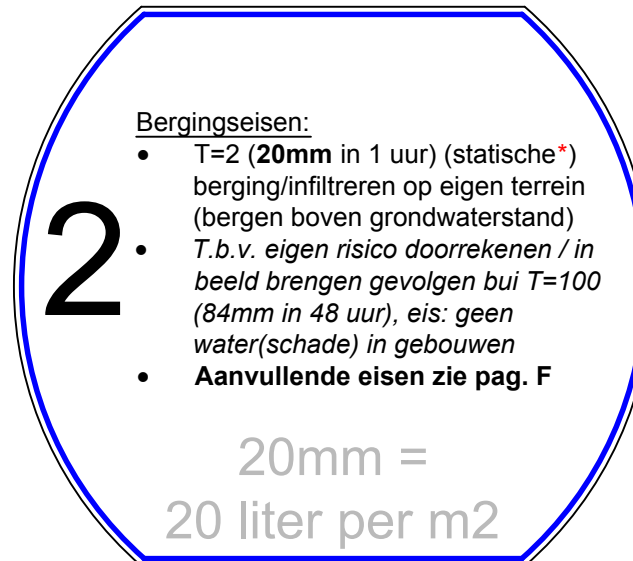 Bergingseisen:
• T=2 (20mm in 1 uur) (statische*)
berging/infiltreren op eigen terrein
(bergen boven grondwaterstand)
2
• T.b.v. eigen risico doorrekenen / in
beeld brengen gevolgen bui T=100
(84mm in 48 uur), eis: geen
water(schade) in gebouwen
• Aanvullende eisen zie pag. F
20mm =
20 liter per m2